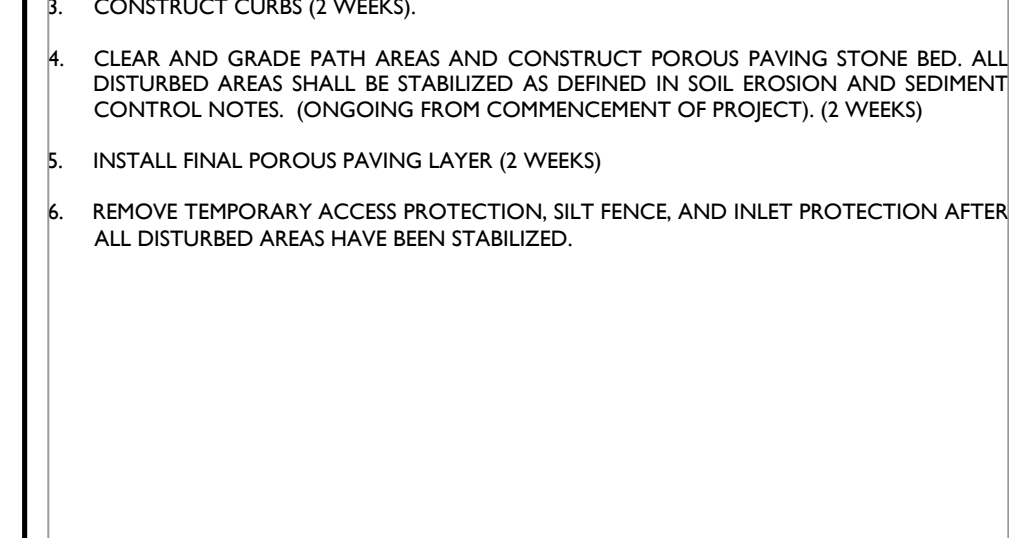 3. CONSTRUCT CURBS (2 WEEKS).
4. CLEAR AND GRADE PATH AREAS AND CONSTRUCT POROUS PAVING STONE BED. ALL
DISTURBED AREAS SHALL BE STABILIZED AS DEFINED IN SOIL EROSION AND SEDIMENT
CONTROL NOTES. (ONGOING FROM COMMENCEMENT OF PROJECT). (2 WEEKS)
5. INSTALL FINAL POROUS PAVING LAYER (2 WEEKS)
6. REMOVE TEMPORARY ACCESS PROTECTION, SILT FENCE, AND INLET PROTECTION AFTER
ALL DISTURBED AREAS HAVE BEEN STABILIZED.